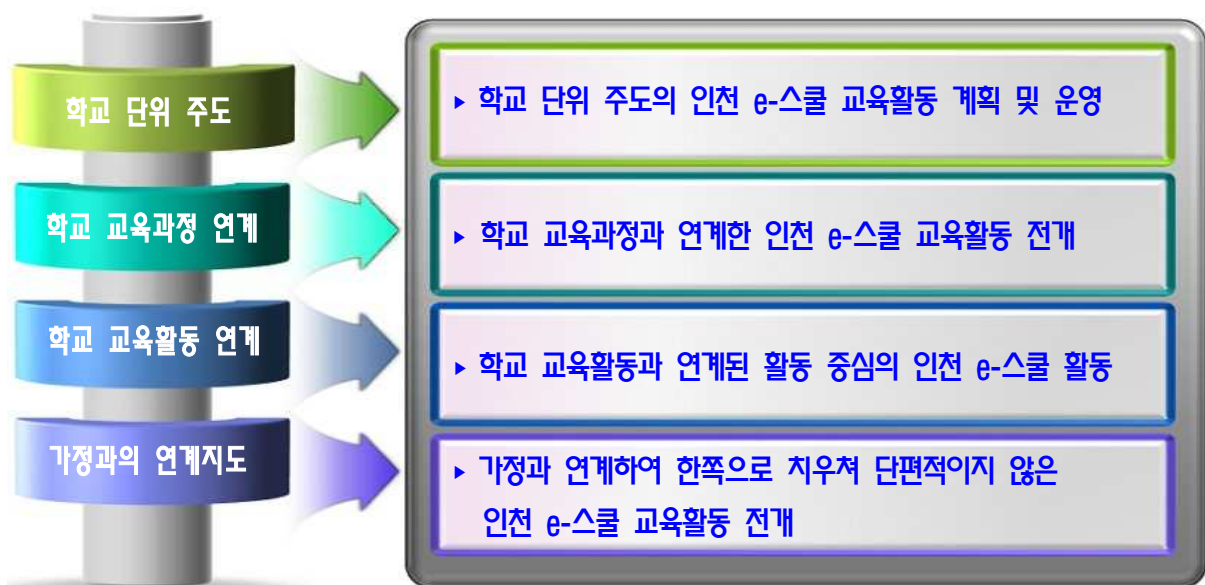 학교 단위 주도
▸ 학교 단위 주도의 인천 e-스쿨 교육활동 계획 및 운영
학교 교육과정 연계
▸ 학교 교육과정과 연계한 인천 e-스쿨 교육활동 전개
학교 교육활동 연계
▸ 학교 교육활동과 연계된 활동 중심의 인천 e-스쿨 활동
가정과의 연계지도
▸ 가정과 연계하여 한쪽으로 치우쳐 단편적이지 않은
인천 e-스쿨 교육활동 전개